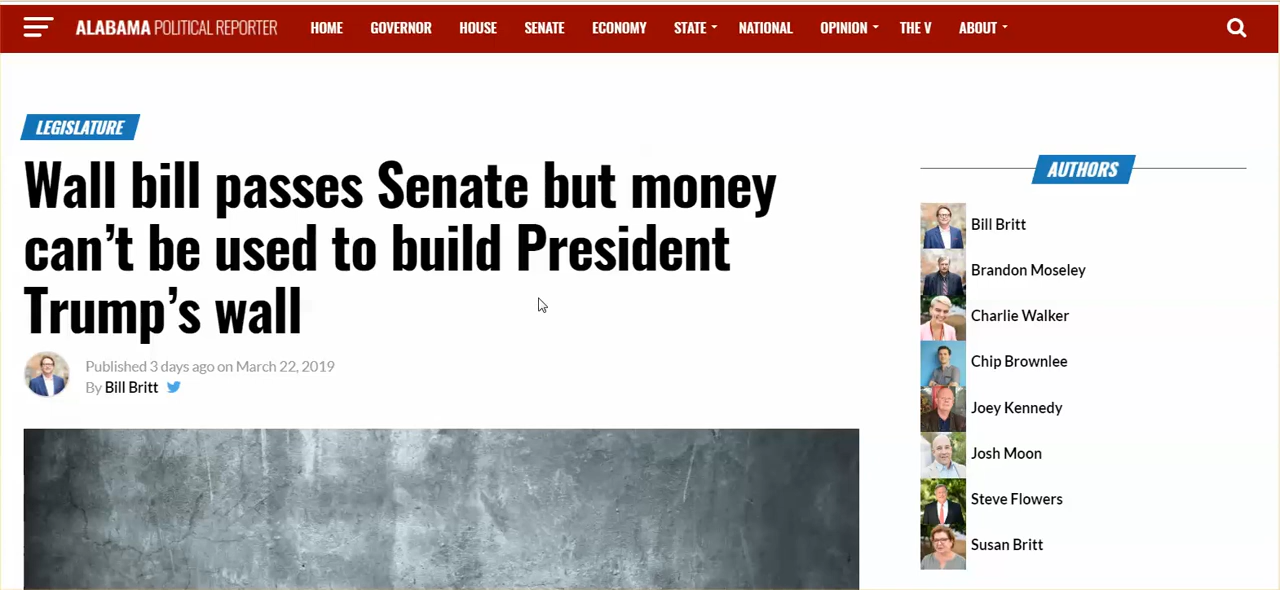 ALABAMA POLITICAL REPORTER HOME GOVERNOR HOUSE SENATE ECONOMY STATE NATIONAL OPINION THE V ABOUT
LEGISLATURE
Wall bill passes Senate but money
can’t be used to build President
Trump’s wall
Published 3 days ago on March 22, 2019
By Bill Britt
AUTHORS
Bill Britt
Brandon Moseley
Charlie Walker
Chip Brownlee
Joey Kennedy
Josh Moon
Steve Flowers
Susan Britt